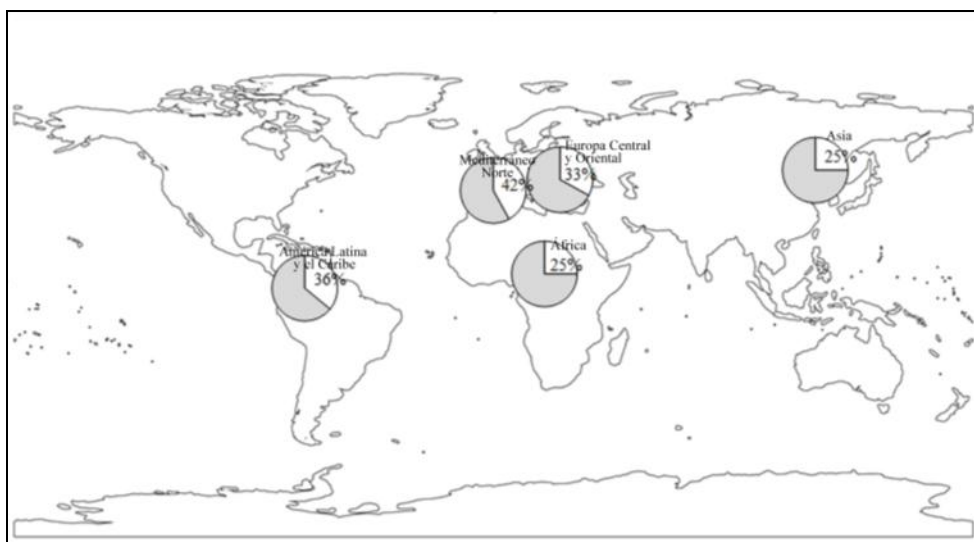 Mediterráneo
Norte
42%
Europa Central
y Oriental
33%
Asia
25%
América Latina
y el Caribe
36%
África
25%